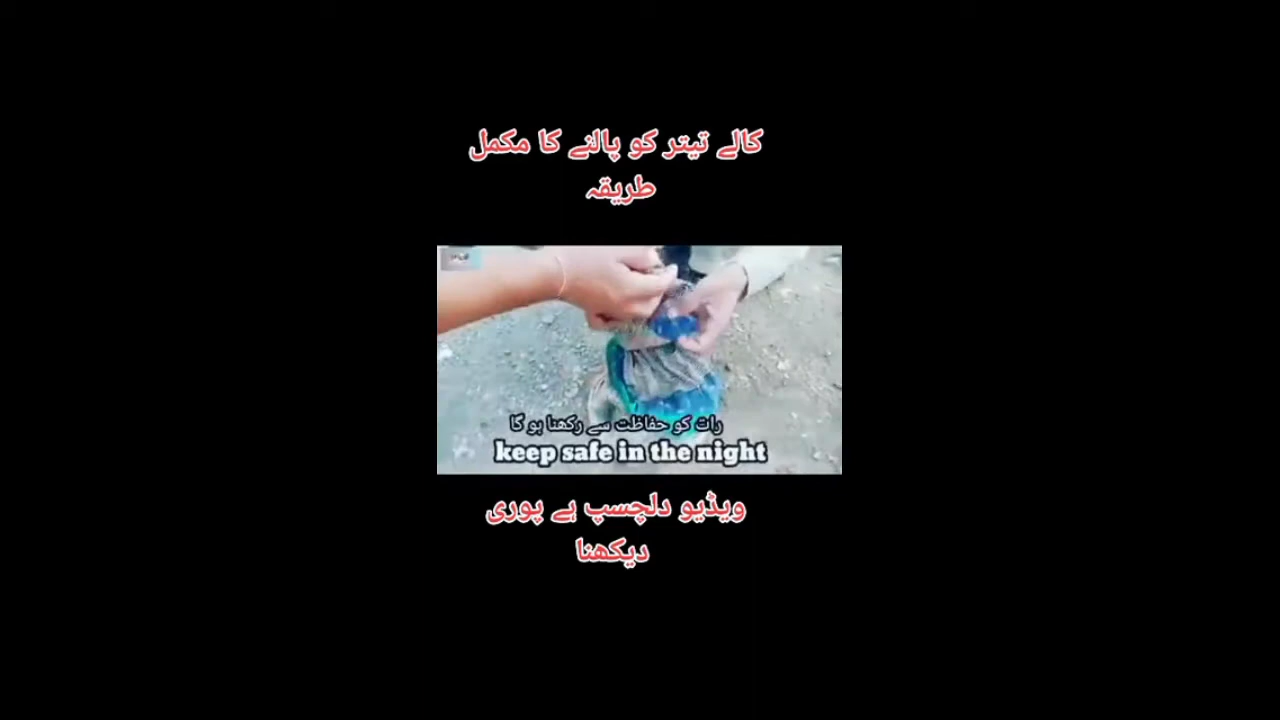 کالے تیتر کو پالنے کا مکمل
طریقہ
رات کو حفاظت سے رکھنا ہو گا
keep safe in the night
ویڈیو دلچسپ ہے پوری
دیکھنا